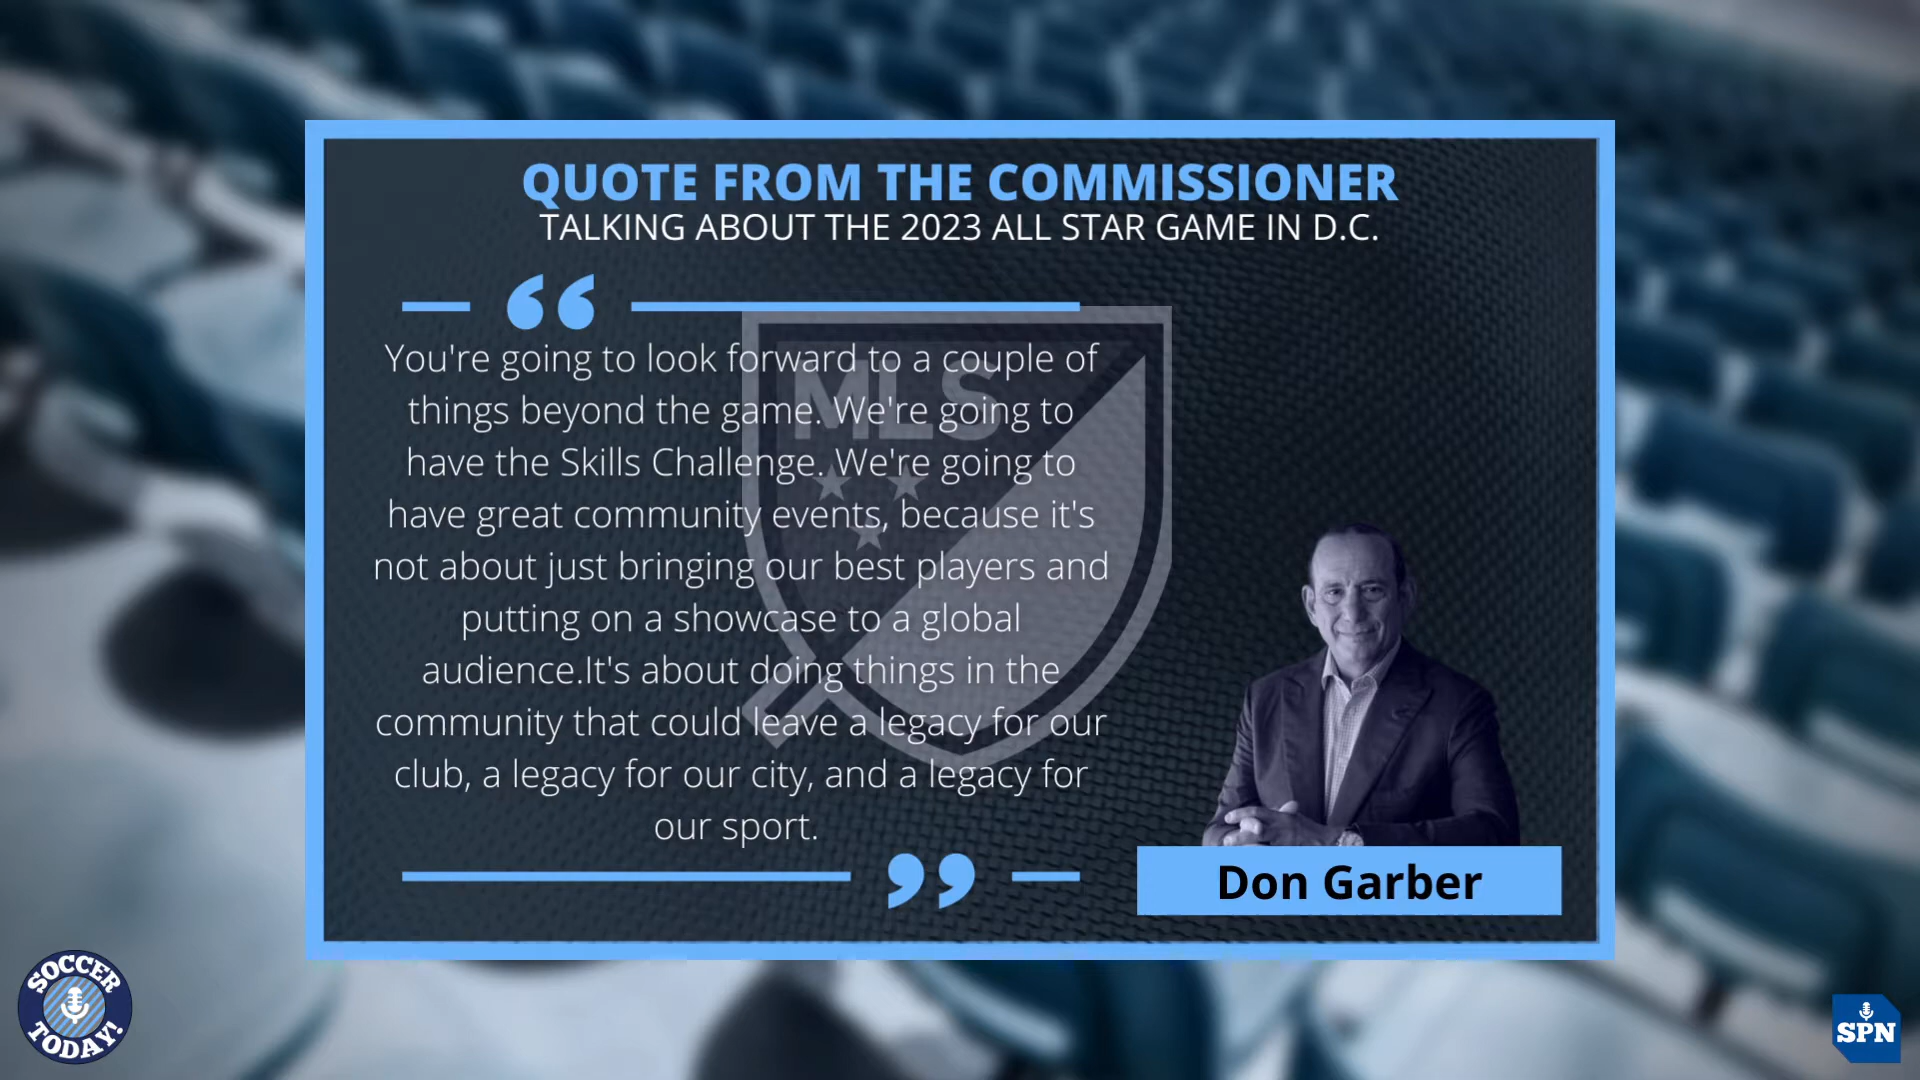 QUOTE FROM THE COMMISSIONER
TALKING ABOUT THE 2023 ALL STAR GAME IN D.C.
“
You're going to look forward to a couple of
things beyond the game. We're going to
have the Skills Challenge. We're going to
have great community events, because it's
not about just bringing our best players and
putting on a showcase to a global
audience.It's about doing things in the
community that could leave a legacy for our
club, a legacy for our city, and a legacy for
our sport.
”
MLS
Don Garber
SOCCER
TODAY!
SPN